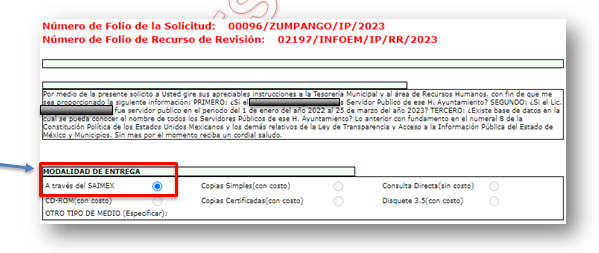 Número de Folio de la Solicitud: 00096/ZUMPANGO/IP/2023
Número de Folio de Recurso de Revisión: 02197/INFOEM/IP/RR/2023
Por medio de la presente solicito a Usted gire sus apreciables instrucciones a la Tesorería Municipal y al área de Recursos Humanos, con fin de que me
sea proporcionado la siguiente información: PRIMERO: ¿Si el s Servidor Publico de ese H. Ayuntamiento? SEGUNDO: ¿Si el Lic.
fue servidor publico en el periodo del 1 de enero del año 2022 al 25 de marzo del año 2023? TERCERO: ¿Existe base de datos en la
cual se pueda conocer el nombre de todos los Servidores Públicos de ese H. Ayuntamiento? Lo anterior con fundamento en el numeral 8 de la
Constitución Política de los Estados Unidos Mexicanos y los demás relativos de la Ley de Transparencia y Acceso a la Información Pública del Estado de
México y Municipios. Sin mas por el momento reciba un cordial saludo.
MODALIDAD DE ENTREGA
A través del SAIMEX Copias Simples(con costo) Consulta Directa(sin costo)
CD-ROM(con costo) Copias Certificadas(con costo) Disquete 3.5(con costo)
OTRO TIPO DE MEDIO (Especificar):